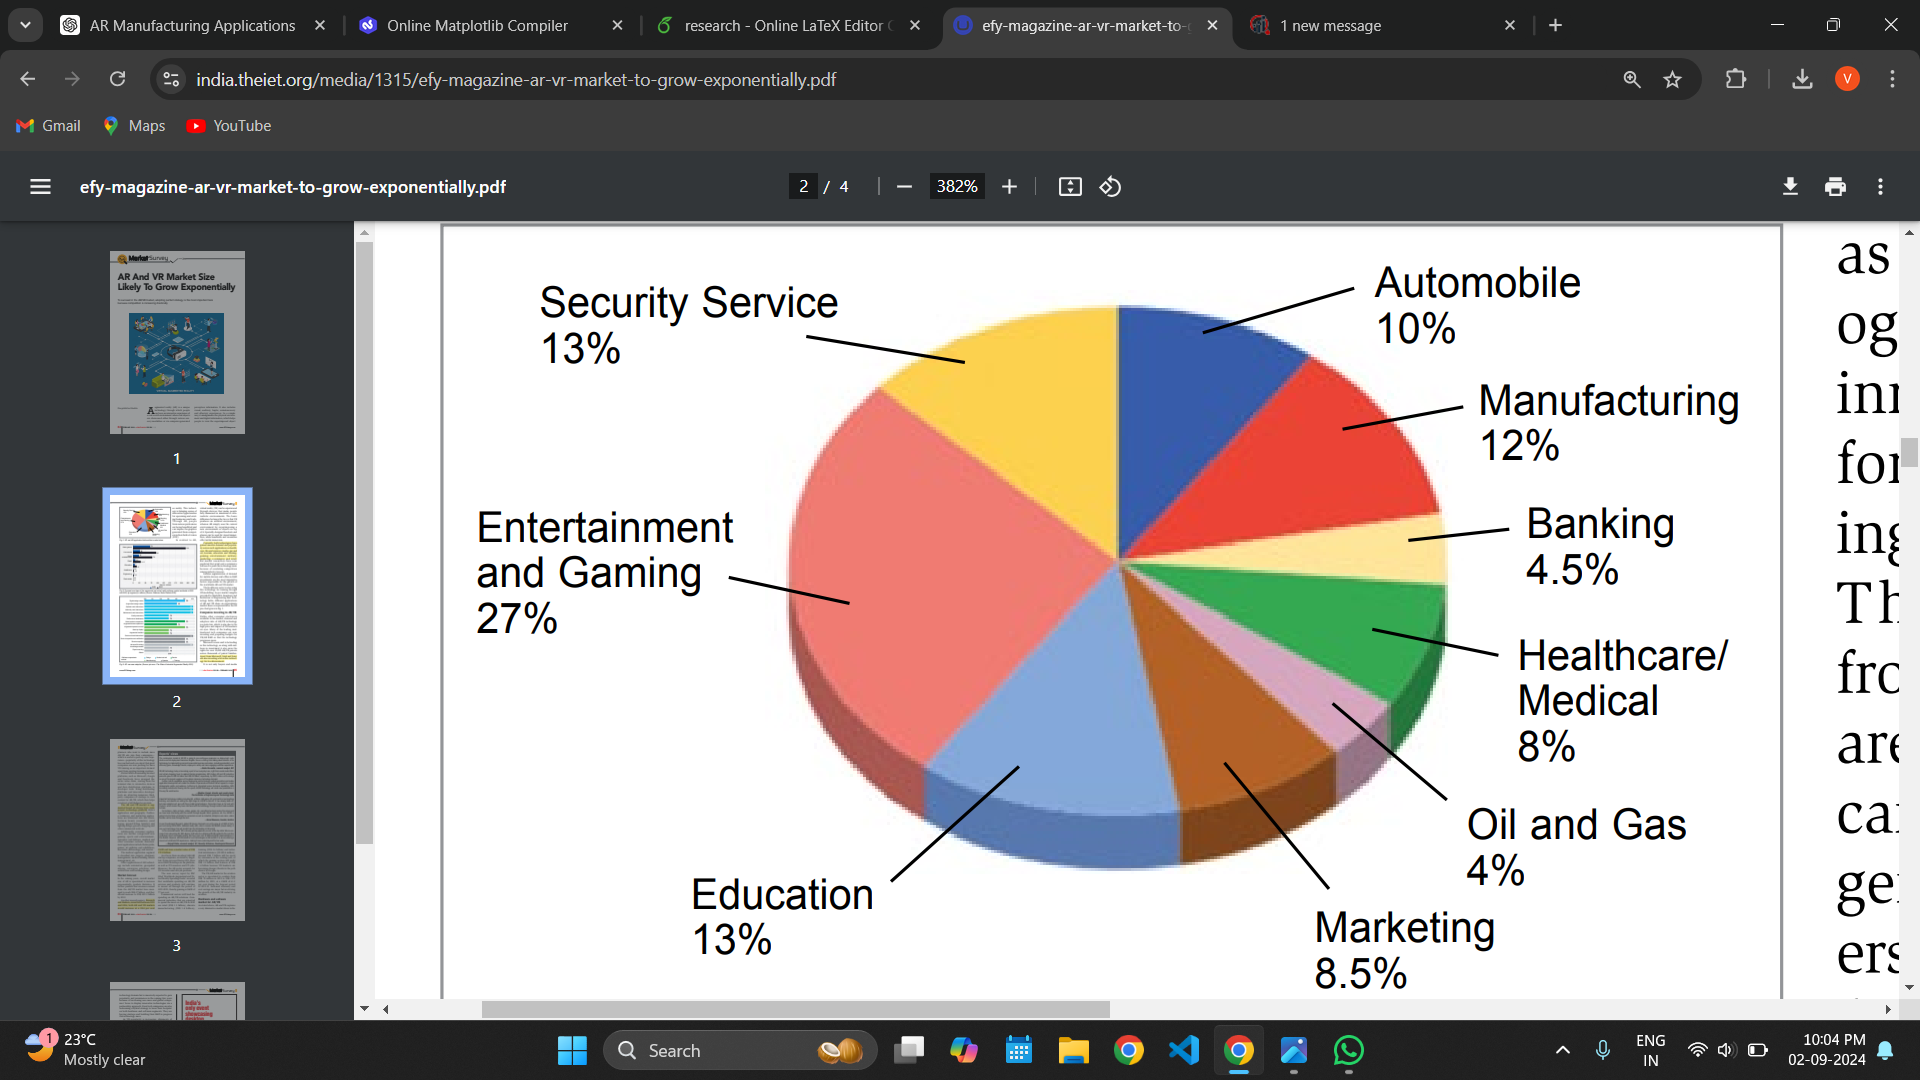 AR Manufacturing Applications
Online Matplotlib Compiler
research - Online LaTeX Editor
efy-magazine-ar-vr-market-to-
1 new message
india.theiet.org/media/1315/efy-magazine-ar-vr-market-to-grow-exponentially.pdf
V
Gmail
Maps
YouTube
efy-magazine-ar-vr-market-to-grow-exponentially.pdf
2 / 4
382%
Market Survey
AR And VR Market Size
Likely To Grow Exponentially
1
2
3
Security Service
13%
Automobile
10%
Manufacturing
12%
Banking
4.5%
Healthcare/
Medical
8%
Oil and Gas
4%
Marketing
8.5%
Education
13%
Entertainment
and Gaming
27%
as
og
for
ing
Th
fro
are
ca
ge
ers
1
23°C
Mostly clear
Search
ENG
IN
10:04 PM
02-09-2024